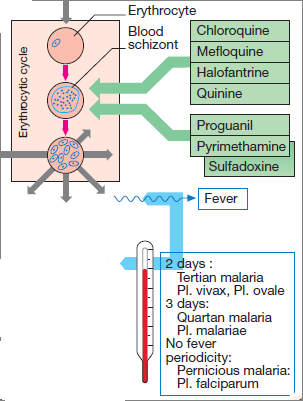 Erythrocyte
Blood
schizont
Erythrocytic cycle
Chloroquine
Mefloquine
Halofantrine
Quinine
Proguanil
Pyrimethamine
Sulfadoxine
Fever
2 days :
Tertian malaria
Pl. vivax, Pl. ovale
3 days:
Quartan malaria
Pl. malariae
No fever
periodicity:
Pernicious malaria:
Pl. falciparum